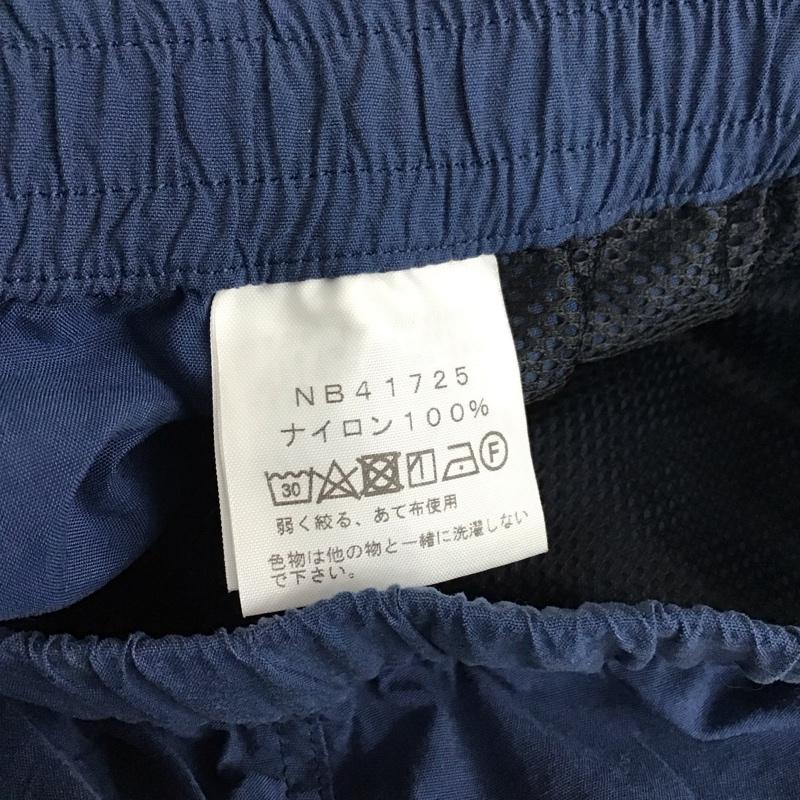 NB41725
ナイロン100%
30 F
弱く絞る、あて布使用
色物は他の物と一緒に洗濯しない
で下さい。